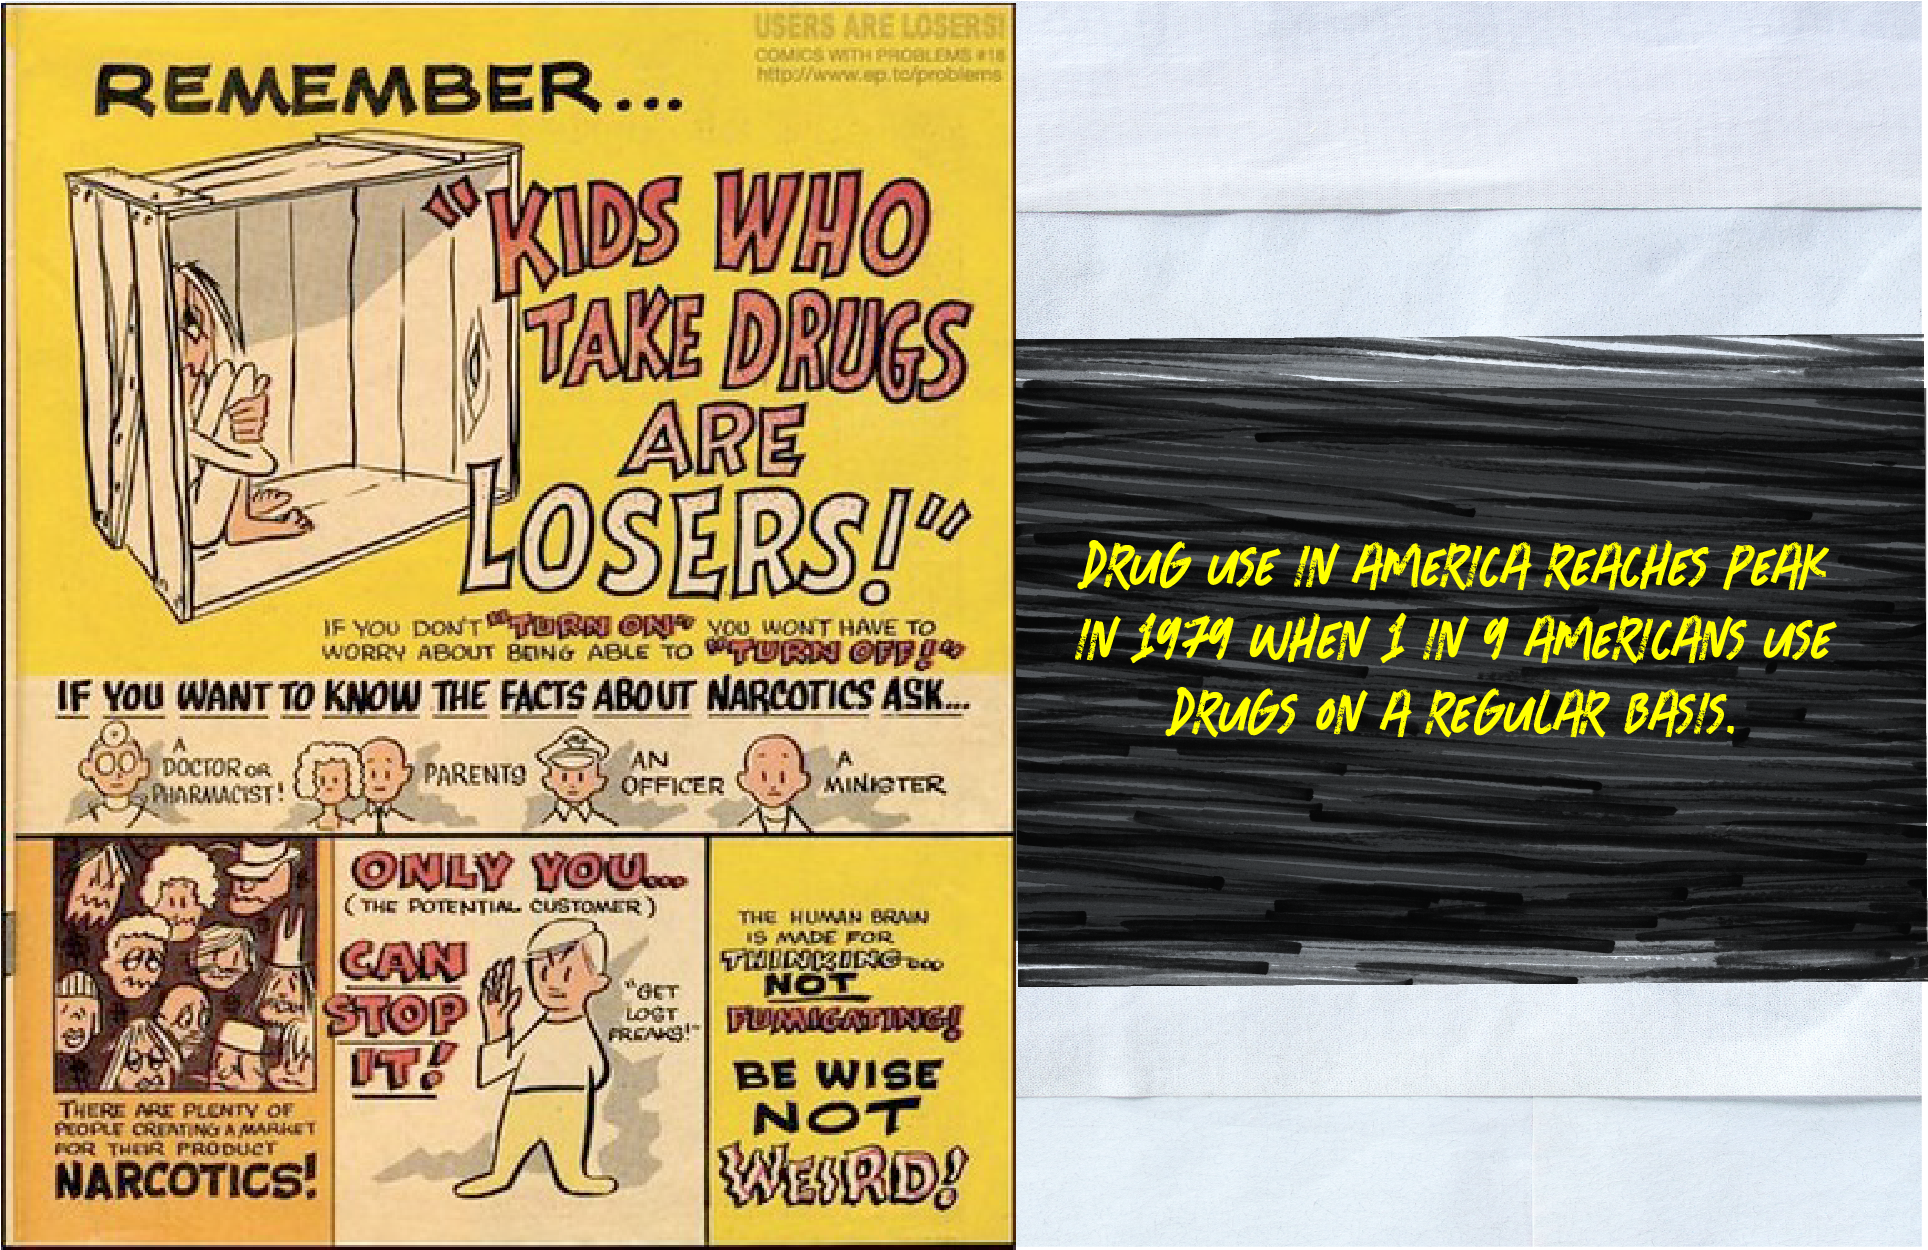 USERS ARE LOSERS!
COMICS WITH PROBLEMS #18
http://www.ep.tc/problems
REMEMBER...
"KIDS WHO
TAKE DRUGS
ARE
LOSERS!"
IF YOU DON'T "TURN ON" YOU WON'T HAVE TO
WORRY ABOUT BEING ABLE TO "TURN OFF!"
IF YOU WANT TO KNOW THE FACTS ABOUT NARCOTICS ASK...
A
DOCTOR OR
PHARMACIST!
PARENTS
AN
OFFICER
A
MINISTER
THERE ARE PLENTY OF
PEOPLE CREATING A MARKET
FOR THEIR PRODUCT
NARCOTICS!
ONLY YOU...
(THE POTENTIAL CUSTOMER)
CAN
STOP
IT!
"GET
LOST
FREAKS!"
THE HUMAN BRAIN
IS MADE FOR
THINKING...
NOT
FUMIGATING!
BE WISE
NOT
WEIRD!
DRUG USE IN AMERICA REACHES PEAK
IN 1979 WHEN 1 IN 9 AMERICANS USE
DRUGS ON A REGULAR BASIS.